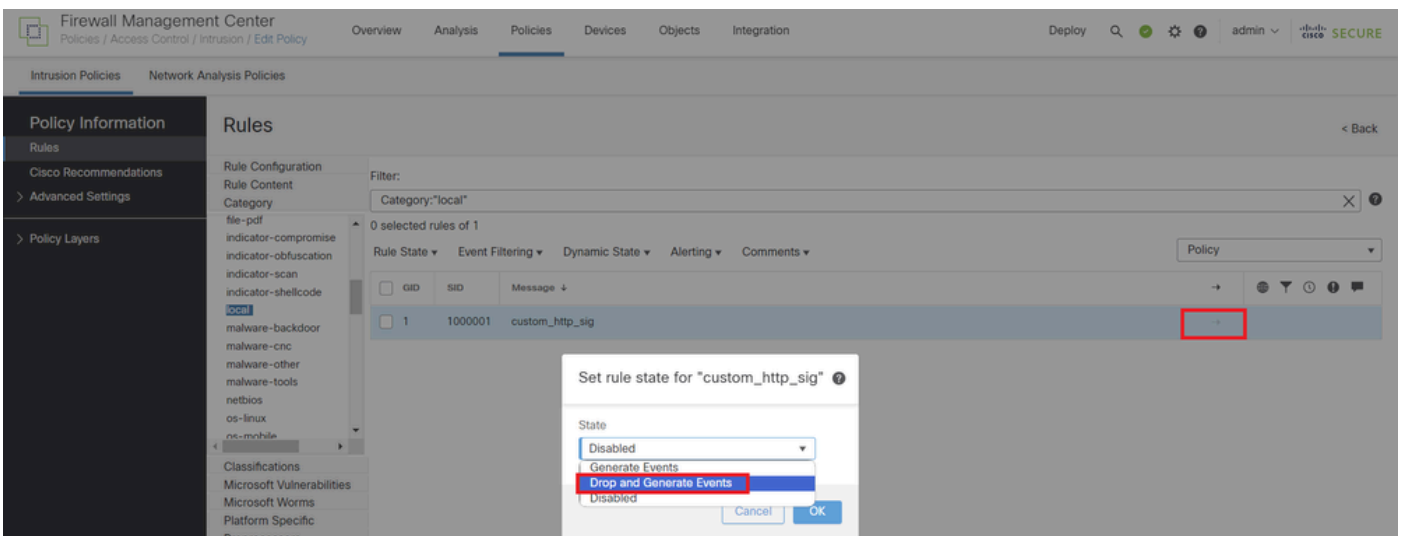 Firewall Management Center
Policies / Access Control / Intrusion / Edit Policy
Overview Analysis Policies Devices Objects Integration Deploy admin cisco SECURE
Intrusion Policies Network Analysis Policies
Policy Information
Rules
Cisco Recommendations
> Advanced Settings
> Policy Layers
Rules
< Back
Rule Configuration
Rule Content
Category
file-pdf
indicator-compromise
indicator-obfuscation
indicator-scan
indicator-shellcode
local
malware-backdoor
malware-cnc
malware-other
malware-tools
netbios
os-linux
os-mobile
Classifications
Microsoft Vulnerabilities
Microsoft Worms
Platform Specific
Filter:
Category:"local"
0 selected rules of 1
Rule State Event Filtering Dynamic State Alerting Comments Policy
GID SID Message
1 1000001 custom_http_sig
Set rule state for "custom_http_sig"
State
Disabled
Generate Events
Drop and Generate Events
Disabled
Cancel OK